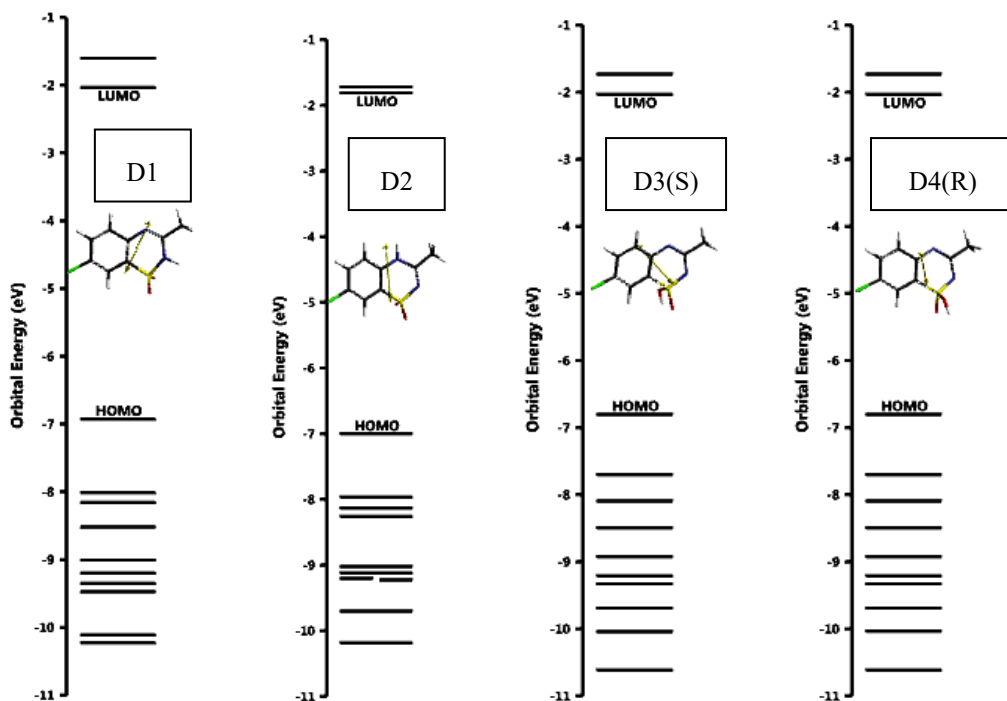 Orbital Energy (eV)
-1
-2
-3
-4
-5
-6
-7
-8
-9
-10
-11
LUMO
D1
HOMO
Orbital Energy (eV)
-1
-2
-3
-4
-5
-6
-7
-8
-9
-10
-11
LUMO
D2
HOMO
Orbital Energy (eV)
-1
-2
-3
-4
-5
-6
-7
-8
-9
-10
-11
LUMO
D3(S)
HOMO
Orbital Energy (eV)
-1
-2
-3
-4
-5
-6
-7
-8
-9
-10
-11
LUMO
D4(R)
HOMO